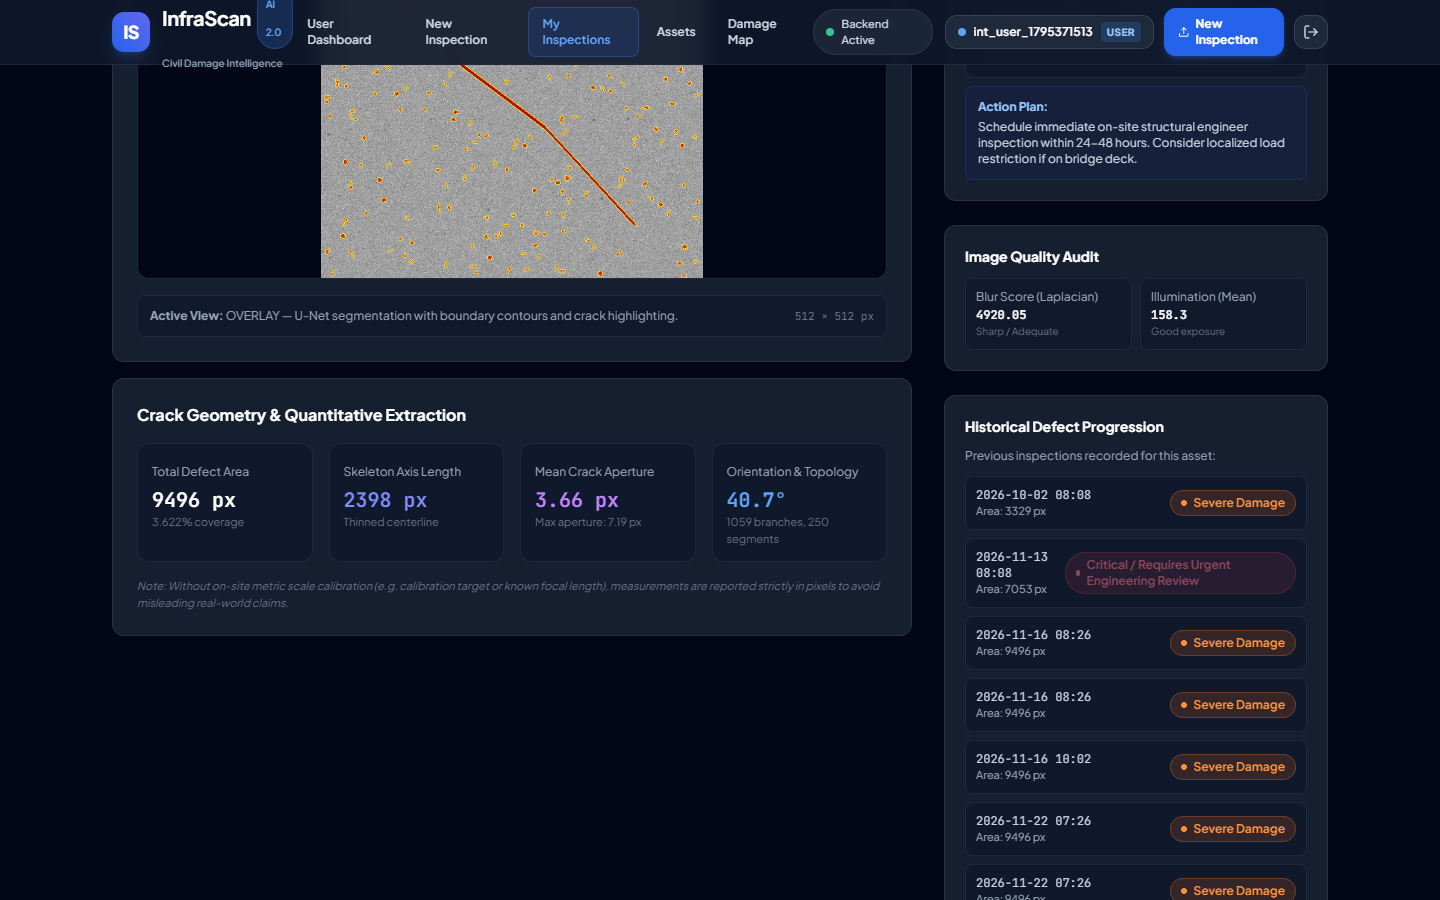 IS
InfraScan
AI
2.0
Civil Damage Intelligence
User
Dashboard
New
Inspection
My
Inspections
Assets
Damage
Map
Backend
Active
int_user_1795371513
USER
New
Inspection
Active View: OVERLAY — U-Net segmentation with boundary contours and crack highlighting.
512 × 512 px
Crack Geometry & Quantitative Extraction
Total Defect Area
9496 px
3.622% coverage
Skeleton Axis Length
2398 px
Thinned centerline
Mean Crack Aperture
3.66 px
Max aperture: 7.19 px
Orientation & Topology
40.7°
1059 branches, 250
segments
Note: Without on-site metric scale calibration (e.g. calibration target or known focal length), measurements are reported strictly in pixels to avoid
misleading real-world claims.
Action Plan:
Schedule immediate on-site structural engineer
inspection within 24–48 hours. Consider localized load
restriction if on bridge deck.
Image Quality Audit
Blur Score (Laplacian)
4920.05
Sharp / Adequate
Illumination (Mean)
158.3
Good exposure
Historical Defect Progression
Previous inspections recorded for this asset:
2026-10-02 08:08
Area: 3329 px
Severe Damage
2026-11-13
08:08
Area: 7053 px
Critical / Requires Urgent
Engineering Review
2026-11-16 08:26
Area: 9496 px
Severe Damage
2026-11-16 08:26
Area: 9496 px
Severe Damage
2026-11-16 10:02
Area: 9496 px
Severe Damage
2026-11-22 07:26
Area: 9496 px
Severe Damage
2026-11-22 07:26
Area: 9496 px
Severe Damage